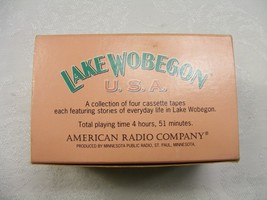 LAKE WOBEGON®
U.S.A.
A collection of four cassette tapes
each featuring stories of everyday life in Lake Wobegon.
Total playing time 4 hours, 51 minutes.
AMERICAN RADIO COMPANY®
PRODUCED BY MINNESOTA PUBLIC RADIO, ST. PAUL, MINNESOTA.